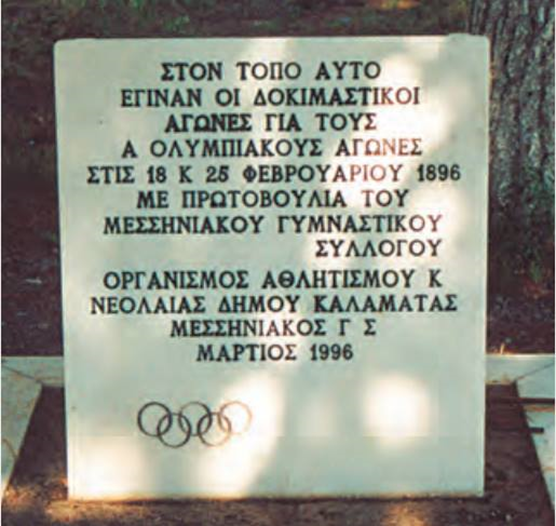 ΣΤΟΝ ΤΟΠΟ ΑΥΤΟ
ΕΓΙΝΑΝ ΟΙ ΔΟΚΙΜΑΣΤΙΚΟΙ
ΑΓΩΝΕΣ ΓΙΑ ΤΟΥΣ
Α ΟΛΥΜΠΙΑΚΟΥΣ ΑΓΩΝΕΣ
ΣΤΙΣ 18 Κ 25 ΦΕΒΡΟΥΑΡΙΟΥ 1896
ΜΕ ΠΡΩΤΟΒΟΥΛΙΑ ΤΟΥ
ΜΕΣΣΗΝΙΑΚΟΥ ΓΥΜΝΑΣΤΙΚΟΥ
ΣΥΛΛΟΓΟΥ
ΟΡΓΑΝΙΣΜΟΣ ΑΘΛΗΤΙΣΜΟΥ Κ
ΝΕΟΛΑΙΑΣ ΔΗΜΟΥ ΚΑΛΑΜΑΤΑΣ
ΜΕΣΣΗΝΙΑΚΟΣ Γ Σ
ΜΑΡΤΙΟΣ 1996